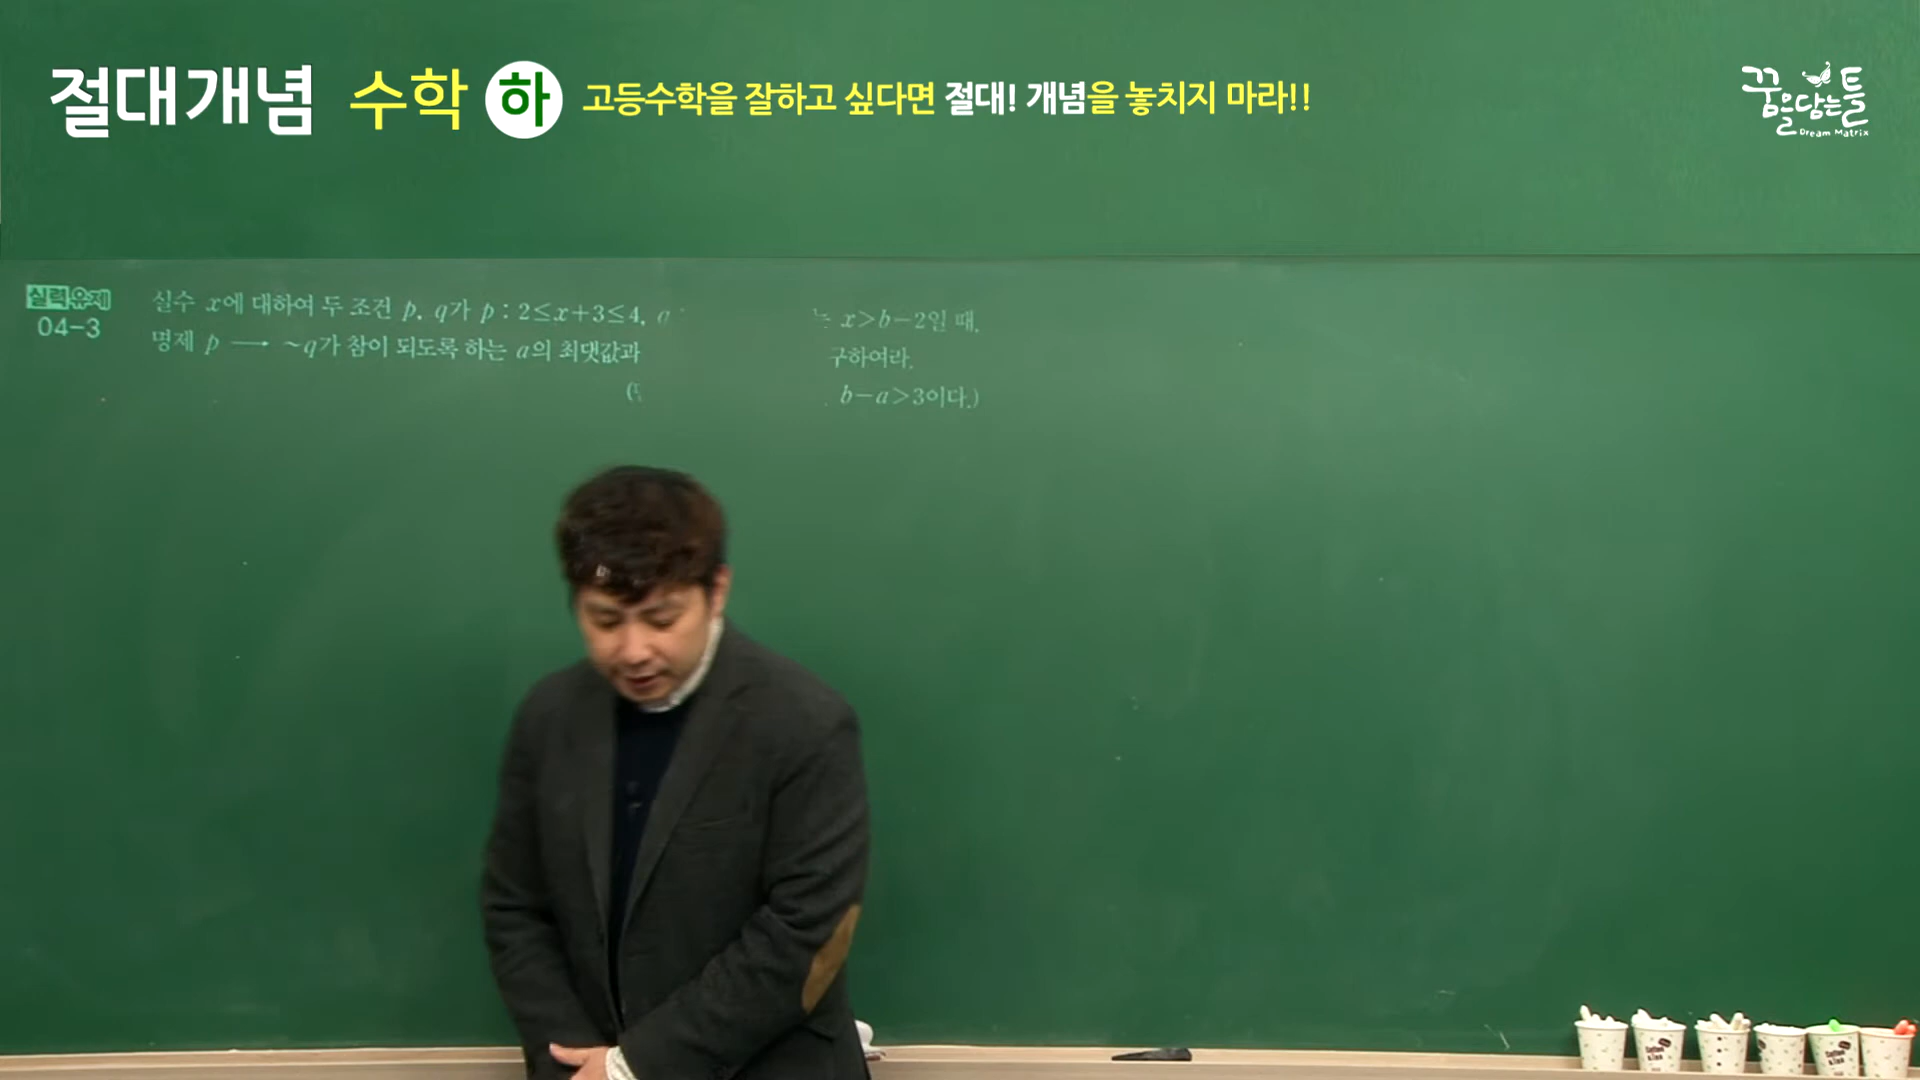 절대개념 수학 하 고등수학을 잘하고 싶다면 절대! 개념을 놓치지 마라!!
꿈을담는틀
Dream Matrix
실력유제
04-3
실수 x에 대하여 두 조건 p, q가 p : 2≤x+3≤4, q x>b-2일 때,
명제 p → ~q가 참이 되도록 하는 a의 최댓값과 구하여라.
b-a>3이다.)